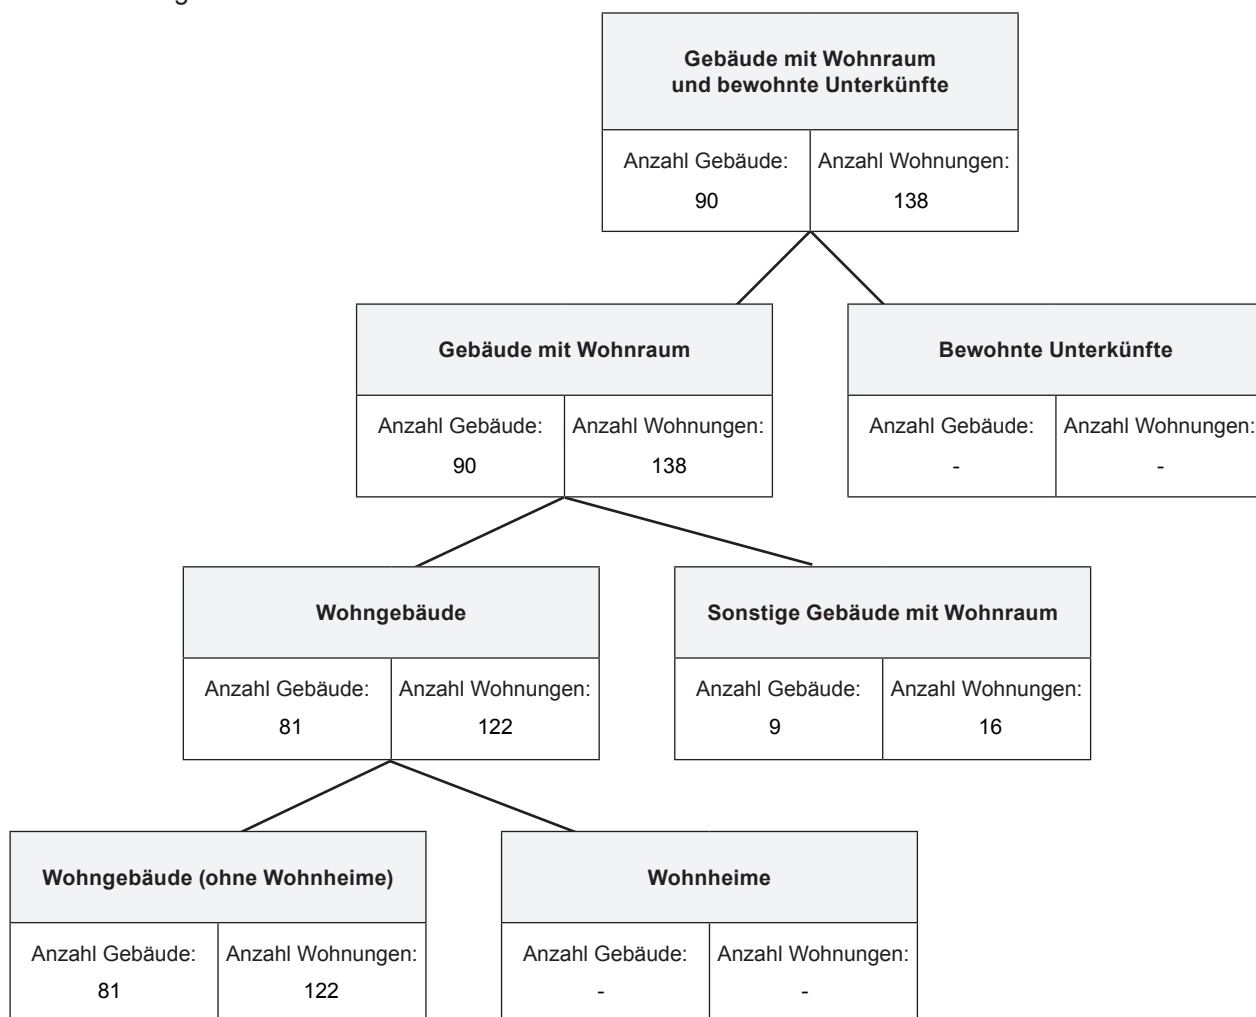 Gebäude mit Wohnraum
und bewohnte Unterkünfte
Anzahl Gebäude: Anzahl Wohnungen:
90 138
Gebäude mit Wohnraum
Anzahl Gebäude: Anzahl Wohnungen:
90 138
Bewohnte Unterkünfte
Anzahl Gebäude: Anzahl Wohnungen:
- -
Wohngebäude
Anzahl Gebäude: Anzahl Wohnungen:
81 122
Sonstige Gebäude mit Wohnraum
Anzahl Gebäude: Anzahl Wohnungen:
9 16
Wohngebäude (ohne Wohnheime)
Anzahl Gebäude: Anzahl Wohnungen:
81 122
Wohnheime
Anzahl Gebäude: Anzahl Wohnungen:
- -